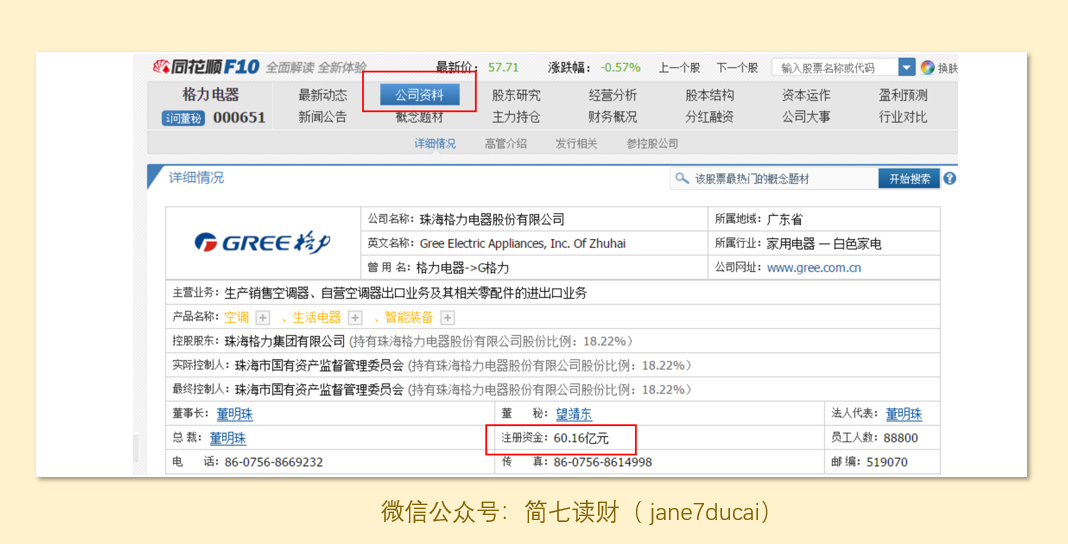 同花顺F10 全面解读 全新体验 最新价: 57.71 涨跌幅: -0.57% 上一个股 下一个股 输入股票名称或代码 换肤
格力电器 最新动态 公司资料 股东研究 经营分析 股本结构 资本运作 盈利预测
问董秘 000651 新闻公告 概念题材 主力持仓 财务概况 分红融资 公司大事 行业对比
详细情况 高管介绍 发行相关 参控股公司
详细情况 该股票最热门的概念题材 开始搜索 ?
GREE 格力
公司名称: 珠海格力电器股份有限公司 所属地域: 广东省
英文名称: Gree Electric Appliances, Inc. Of Zhuhai 所属行业: 家用电器 — 白色家电
曾 用 名: 格力电器->G格力 公司网址: www.gree.com.cn
主营业务: 生产销售空调器、自营空调器出口业务及其相关零配件的进出口业务
产品名称: 空调 + 、生活电器 + 、智能装备 +
控股股东: 珠海格力集团有限公司 (持有珠海格力电器股份有限公司股份比例: 18.22%)
实际控制人: 珠海市国有资产监督管理委员会 (持有珠海格力电器股份有限公司股份比例: 18.22%)
最终控制人: 珠海市国有资产监督管理委员会 (持有珠海格力电器股份有限公司股份比例: 18.22%)
董事长: 董明珠 董 秘: 望靖东 法人代表: 董明珠
总 裁: 董明珠 注册资金: 60.16亿元 员工人数: 88800
电 话: 86-0756-8669232 传 真: 86-0756-8614998 邮 编: 519070
微信公众号: 简七读财 ( jane7ducai)